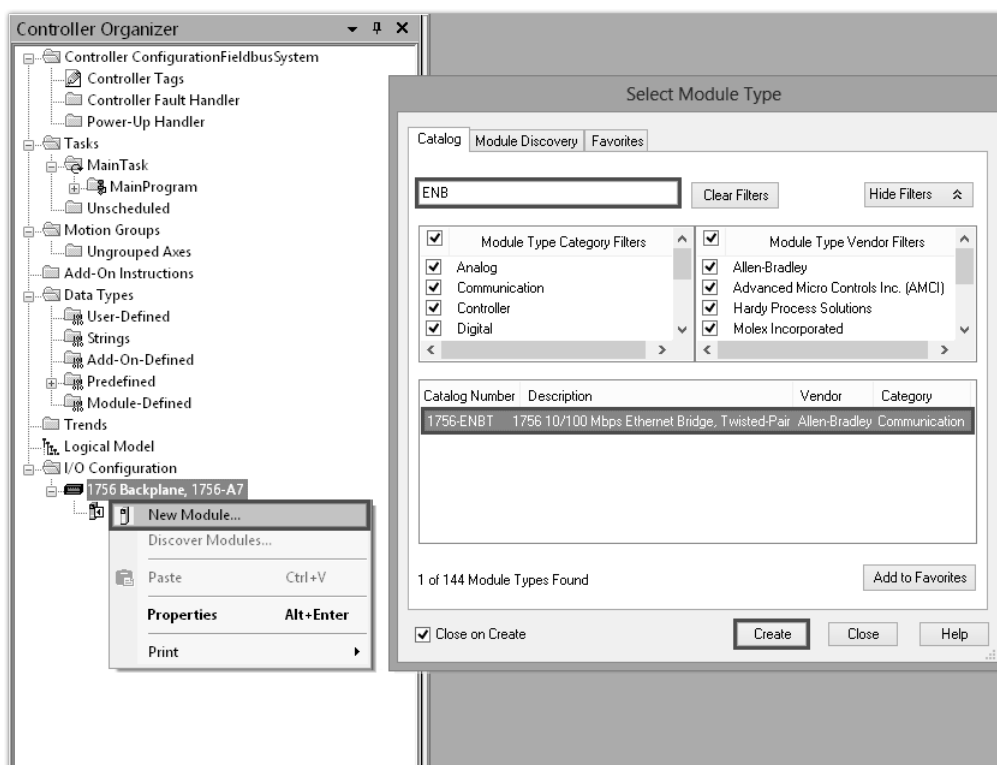 Controller Organizer
Controller ConfigurationFieldbusSystem
Controller Tags
Controller Fault Handler
Power-Up Handler
Tasks
MainTask
MainProgram
Unscheduled
Motion Groups
Ungrouped Axes
Add-On Instructions
Data Types
User-Defined
Strings
Add-On-Defined
Predefined
Module-Defined
Trends
Logical Model
I/O Configuration
1756 Backplane, 1756-A7
New Module...
Discover Modules...
Paste Ctrl+V
Properties Alt+Enter
Print
Select Module Type
Catalog Module Discovery Favorites
ENB Clear Filters Hide Filters
Module Type Category Filters
Analog
Communication
Controller
Digital
Module Type Vendor Filters
Allen-Bradley
Advanced Micro Controls Inc. (AMCI)
Hardy Process Solutions
Molex Incorporated
Catalog Number Description Vendor Category
1756-ENBT 1756 10/100 Mbps Ethernet Bridge, Twisted-Pair Allen-Bradley Communication
1 of 144 Module Types Found Add to Favorites
Close on Create Create Close Help